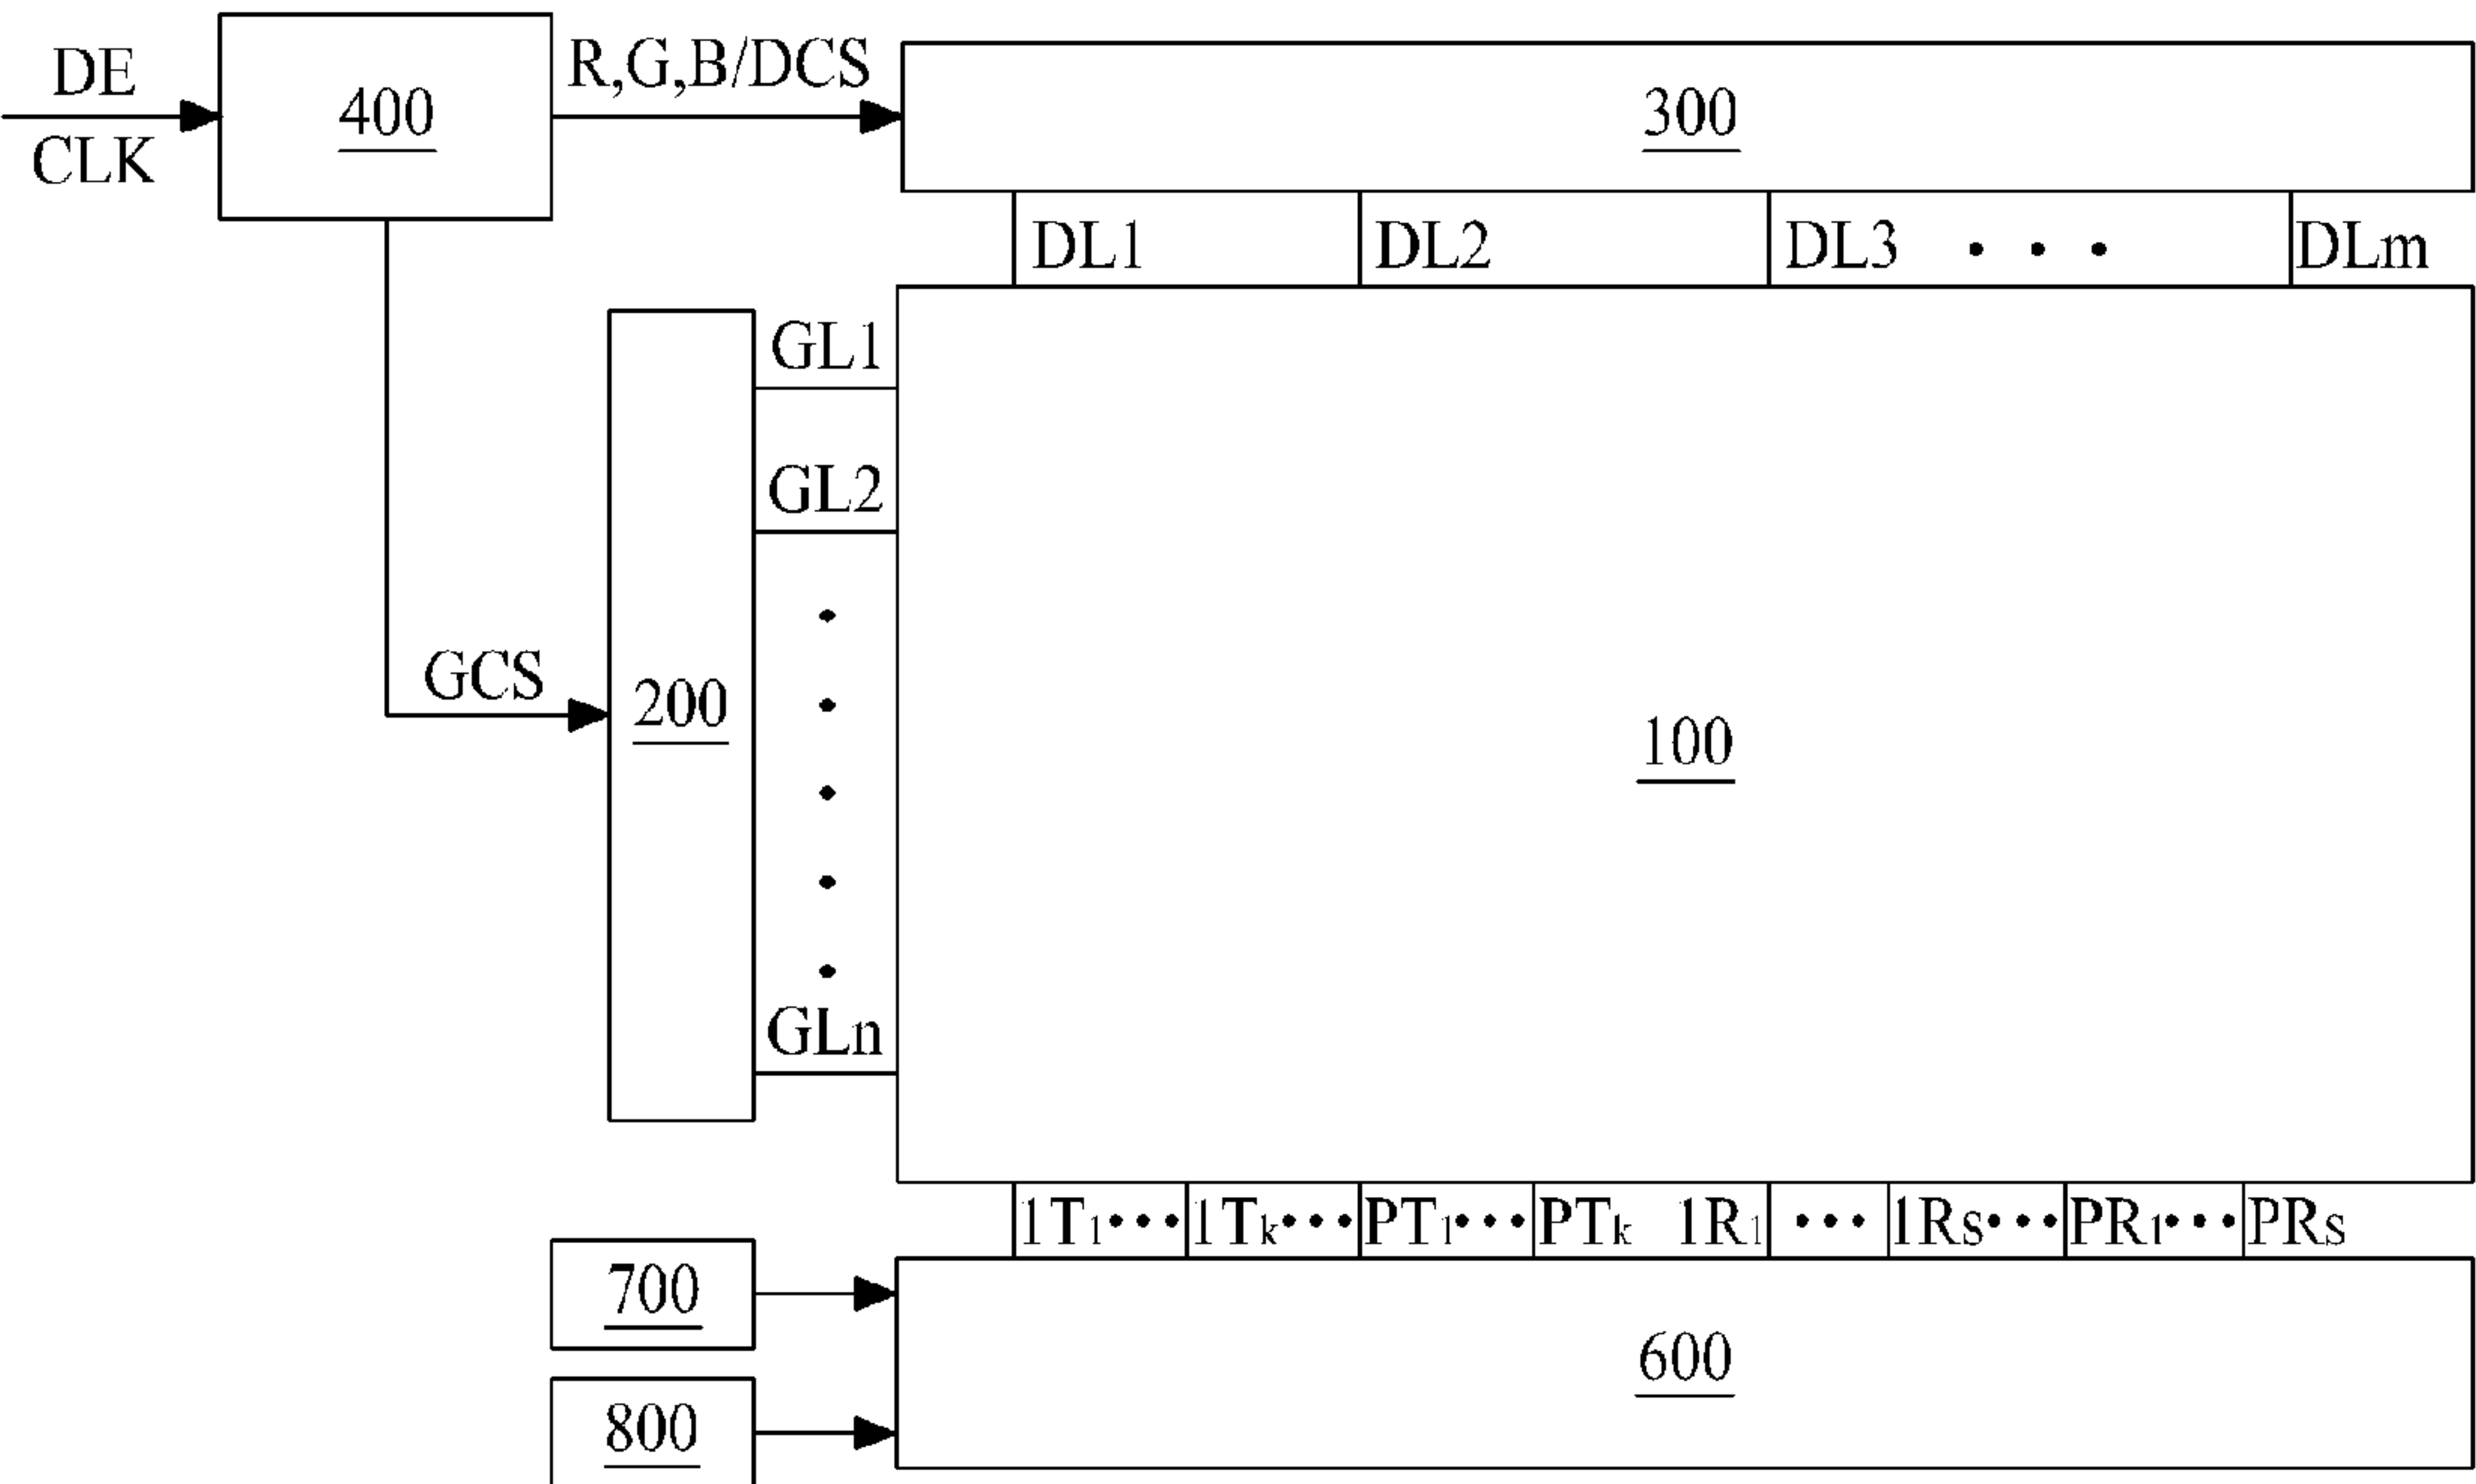 DE
CLK
400
R,G,B/DCS
300
DL1 DL2 DL3 • • • DLm
GL1
GL2
•
•
•
•
•
GLn
GCS
200
100
1T1•••1Tk•••PT1•••PTk 1R1 •••1Rs•••PR1•••PRs
700
600
800